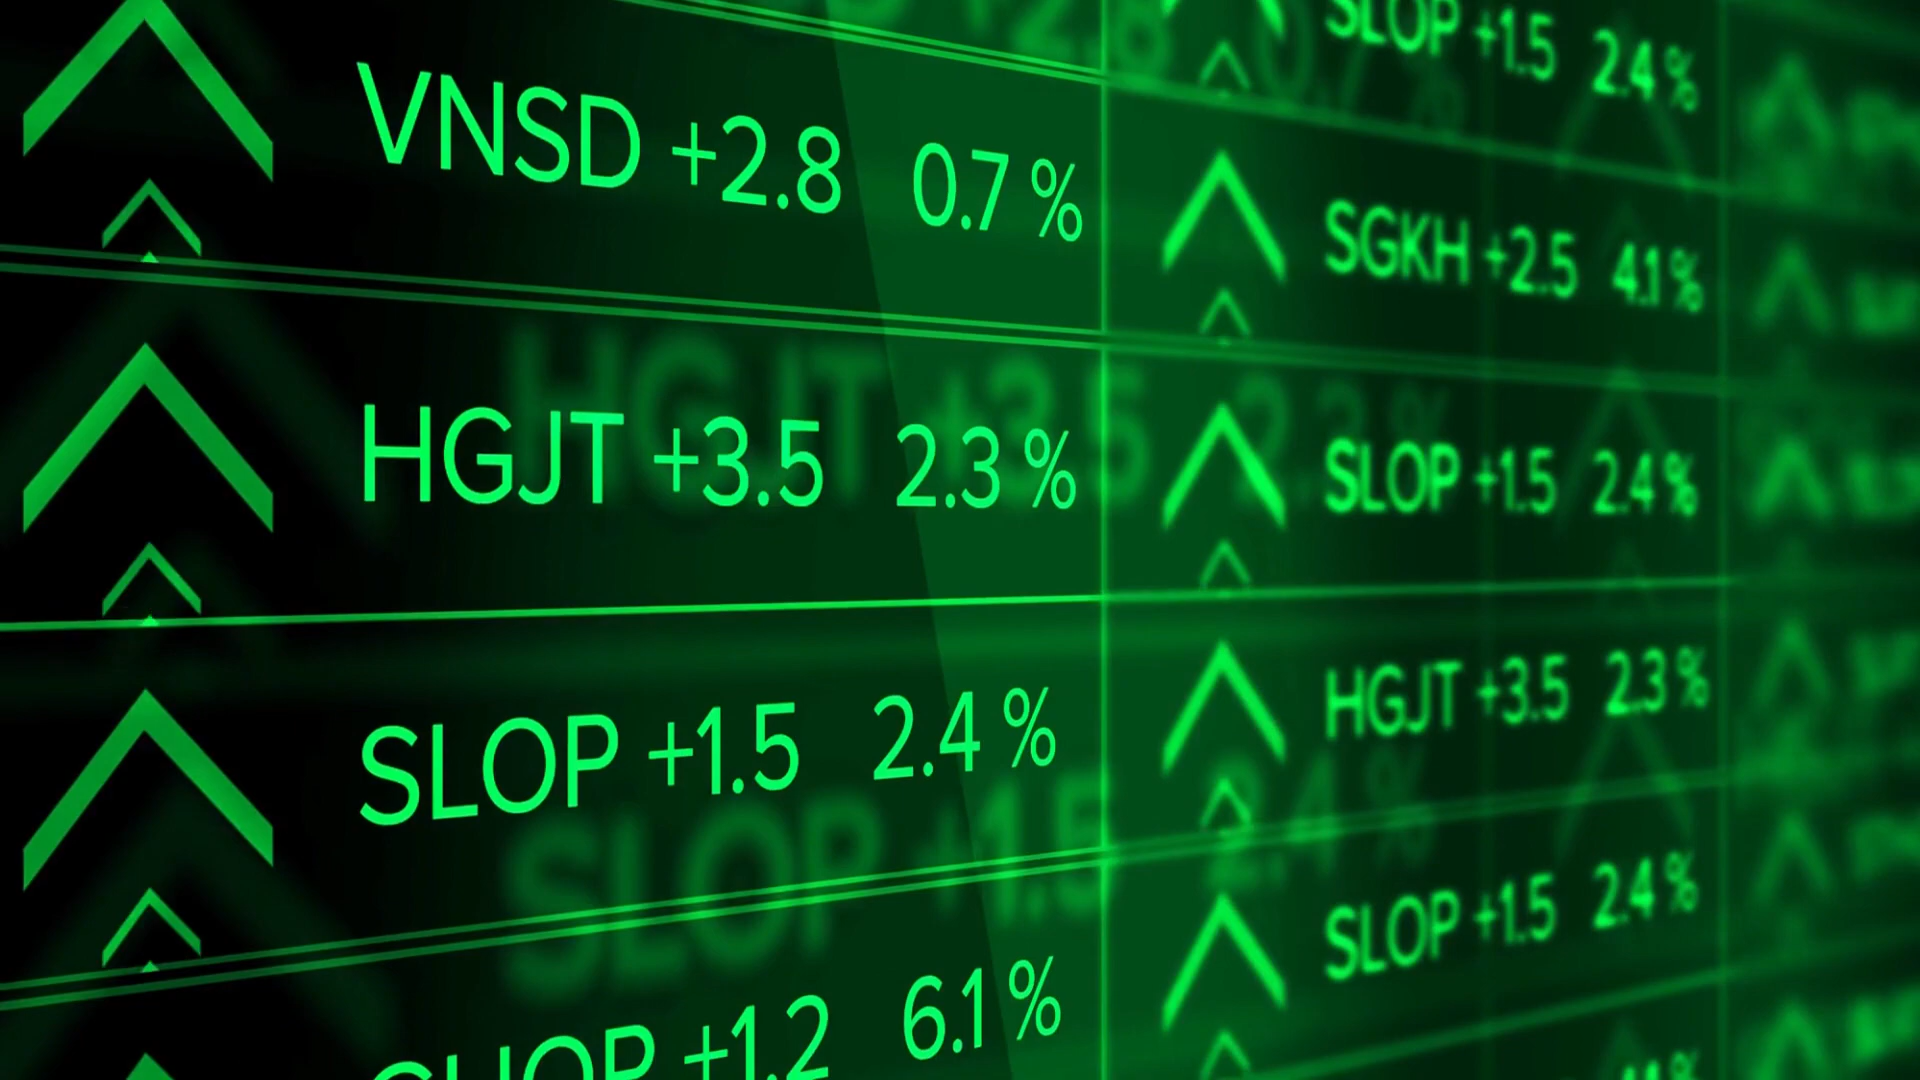 VNSD +2.8 0.7 %
HGJT +3.5 2.3 %
SLOP +1.5 2.4 %
+1.2 6.1 %
SLOP +1.5 2.4 %
SGKH +2.5 4.1 %
SLOP +1.5 2.4 %
HGJT +3.5 2.3 %
SLOP +1.5 2.4 %